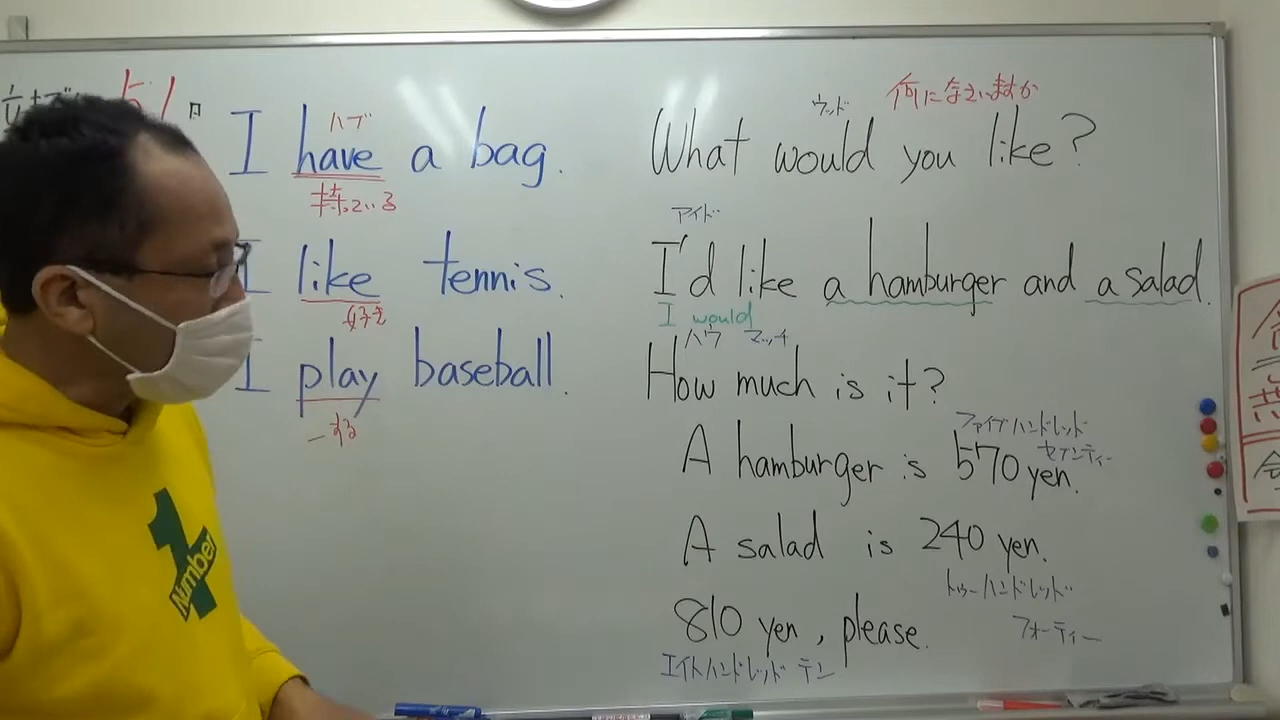 ハブ
I have a bag.
持っている
I like tennis.
好き
I play baseball.
〜する
ウッド 何になさいますか
What would you like?
アイド
I'd like a hamburger and a salad.
I would
ハウ マッチ
How much is it?
ファイブハンドレッド
セブンティー
A hamburger is 570 yen.
A salad is 240 yen.
トゥーハンドレッド
フォーティー
810 yen, please.
エイトハンドレッド テン
Number 1